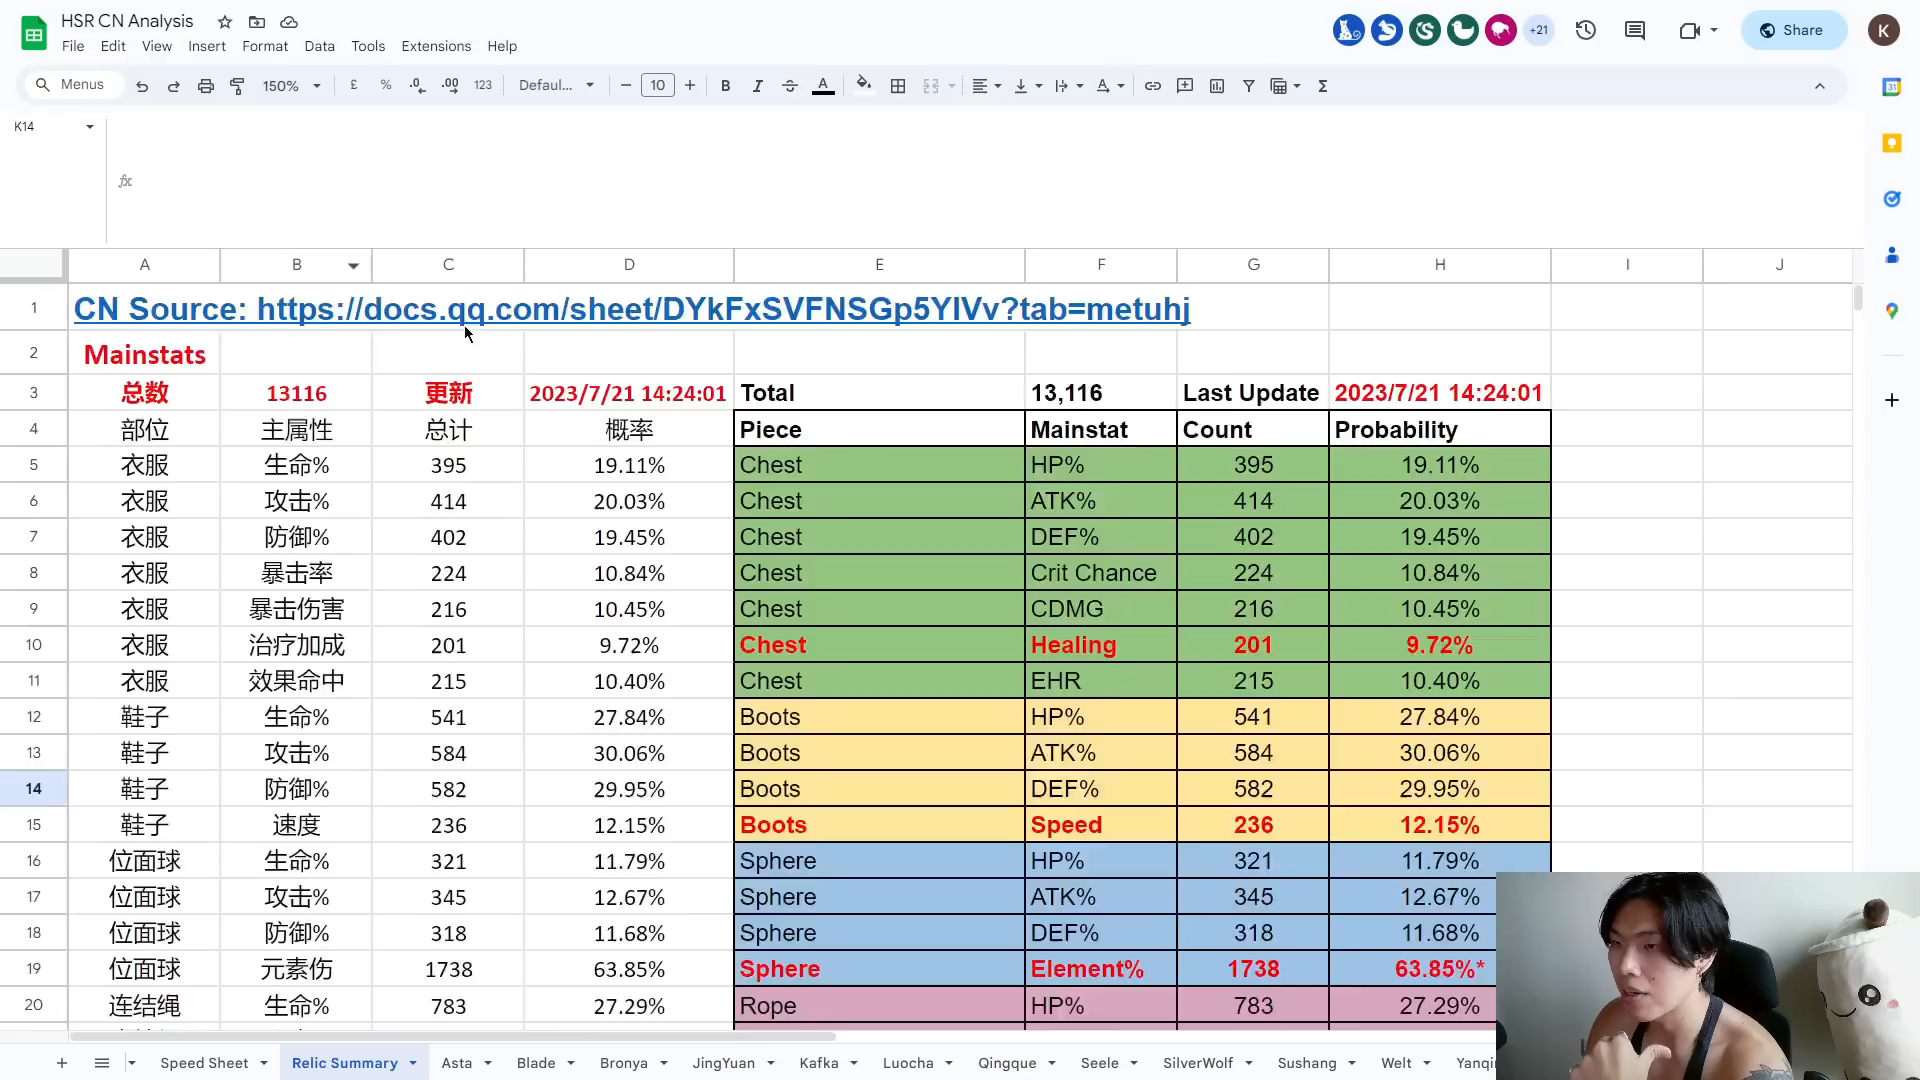 HSR CN Analysis
File Edit View Insert Format Data Tools Extensions Help
+21
Share
K
Menus
150%
£ % .0 .00 123
Defaul...
10
B I A
31
K14
fx
A B C D E F G H I J
1 CN Source: https://docs.qq.com/sheet/DYkFxSVFNSGp5YlVv?tab=metuhj
2 Mainstats
3 总数 13116 更新 2023/7/21 14:24:01 Total 13,116 Last Update 2023/7/21 14:24:01
4 部位 主属性 总计 概率 Piece Mainstat Count Probability
5 衣服 生命% 395 19.11% Chest HP% 395 19.11%
6 衣服 攻击% 414 20.03% Chest ATK% 414 20.03%
7 衣服 防御% 402 19.45% Chest DEF% 402 19.45%
8 衣服 暴击率 224 10.84% Chest Crit Chance 224 10.84%
9 衣服 暴击伤害 216 10.45% Chest CDMG 216 10.45%
10 衣服 治疗加成 201 9.72% Chest Healing 201 9.72%
11 衣服 效果命中 215 10.40% Chest EHR 215 10.40%
12 鞋子 生命% 541 27.84% Boots HP% 541 27.84%
13 鞋子 攻击% 584 30.06% Boots ATK% 584 30.06%
14 鞋子 防御% 582 29.95% Boots DEF% 582 29.95%
15 鞋子 速度 236 12.15% Boots Speed 236 12.15%
16 位面球 生命% 321 11.79% Sphere HP% 321 11.79%
17 位面球 攻击% 345 12.67% Sphere ATK% 345 12.67%
18 位面球 防御% 318 11.68% Sphere DEF% 318 11.68%
19 位面球 元素伤 1738 63.85% Sphere Element% 1738 63.85%*
20 连结绳 生命% 783 27.29% Rope HP% 783 27.29%
Speed Sheet Relic Summary Asta Blade Bronya JingYuan Kafka Luocha Qingque Seele SilverWolf Sushang Welt